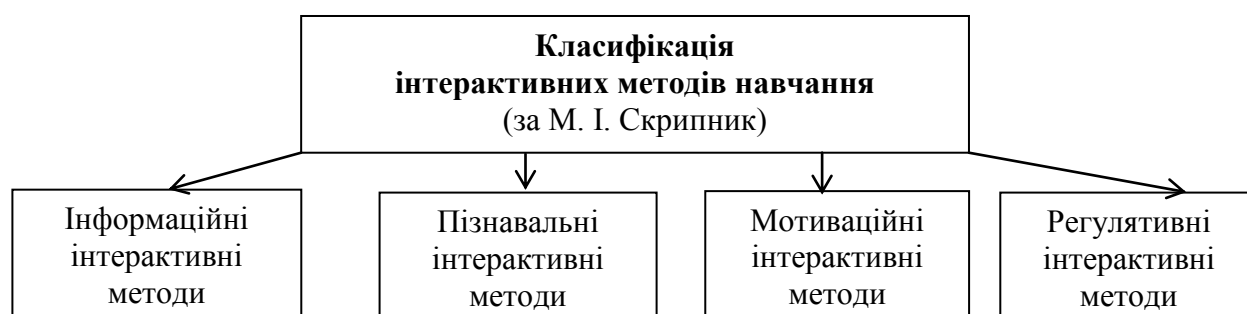 Класифікація
інтерактивних методів навчання
(за М. І. Скрипник)
Інформаційні
інтерактивні
методи
Пізнавальні
інтерактивні
методи
Мотиваційні
інтерактивні
методи
Регулятивні
інтерактивні
методи